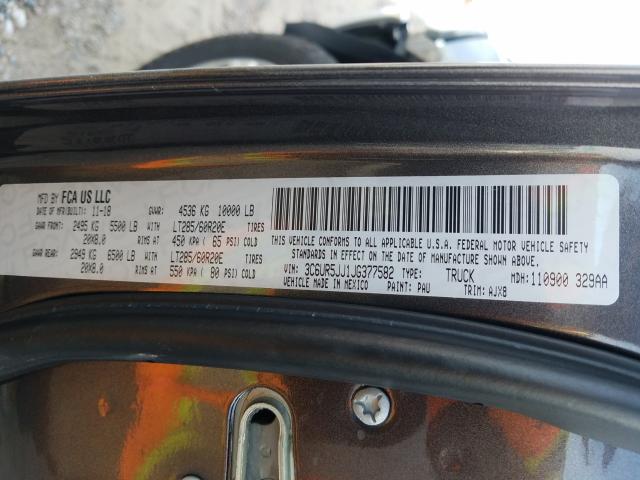 MFD BY FCA US LLC
DATE OF MFR(BUILT): 11-18 GVWR: 4536 KG 10000 LB
GAWR FRONT: 2495 KG 5500 LB LT285/60R20E TIRES
20X8.0 RIMS AT 450 KPA ( 65 PSI) COLD
GAWR REAR: 2949 KG 6500 LB LT285/60R20E TIRES
20X8.0 RIMS AT 550 KPA ( 80 PSI) COLD
THIS VEHICLE CONFORMS TO ALL APPLICABLE U.S.A. FEDERAL MOTOR VEHICLE SAFETY
STANDARDS IN EFFECT ON THE DATE OF MANUFACTURE SHOWN ABOVE.
VIN: 3C6UR5JJ1JG377582 TYPE: TRUCK MDH:110900 329AA
VEHICLE MADE IN MEXICO PAINT: PAU TRIM: AJX8